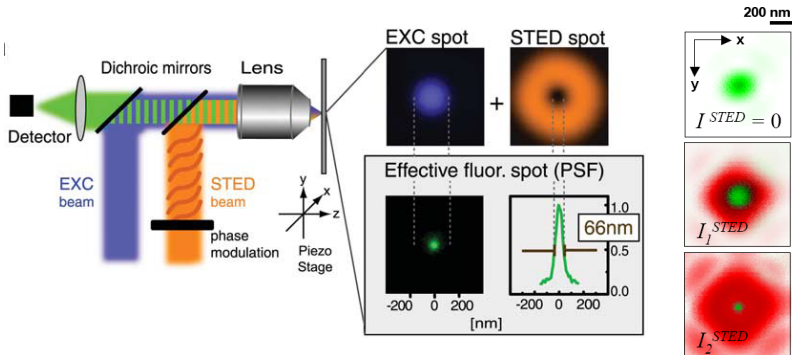 200 nm
EXC spot
STED spot
Dichroic mirrors
Lens
x
y
I STED = 0
+
Detector
Effective fluor. spot (PSF)
EXC
beam
STED
beam
y
x
z
1.0
66nm
0.5
0.0
I1 STED
phase
modulation
Piezo
Stage
-200 0 200
-200 0 200
[nm]
I2 STED